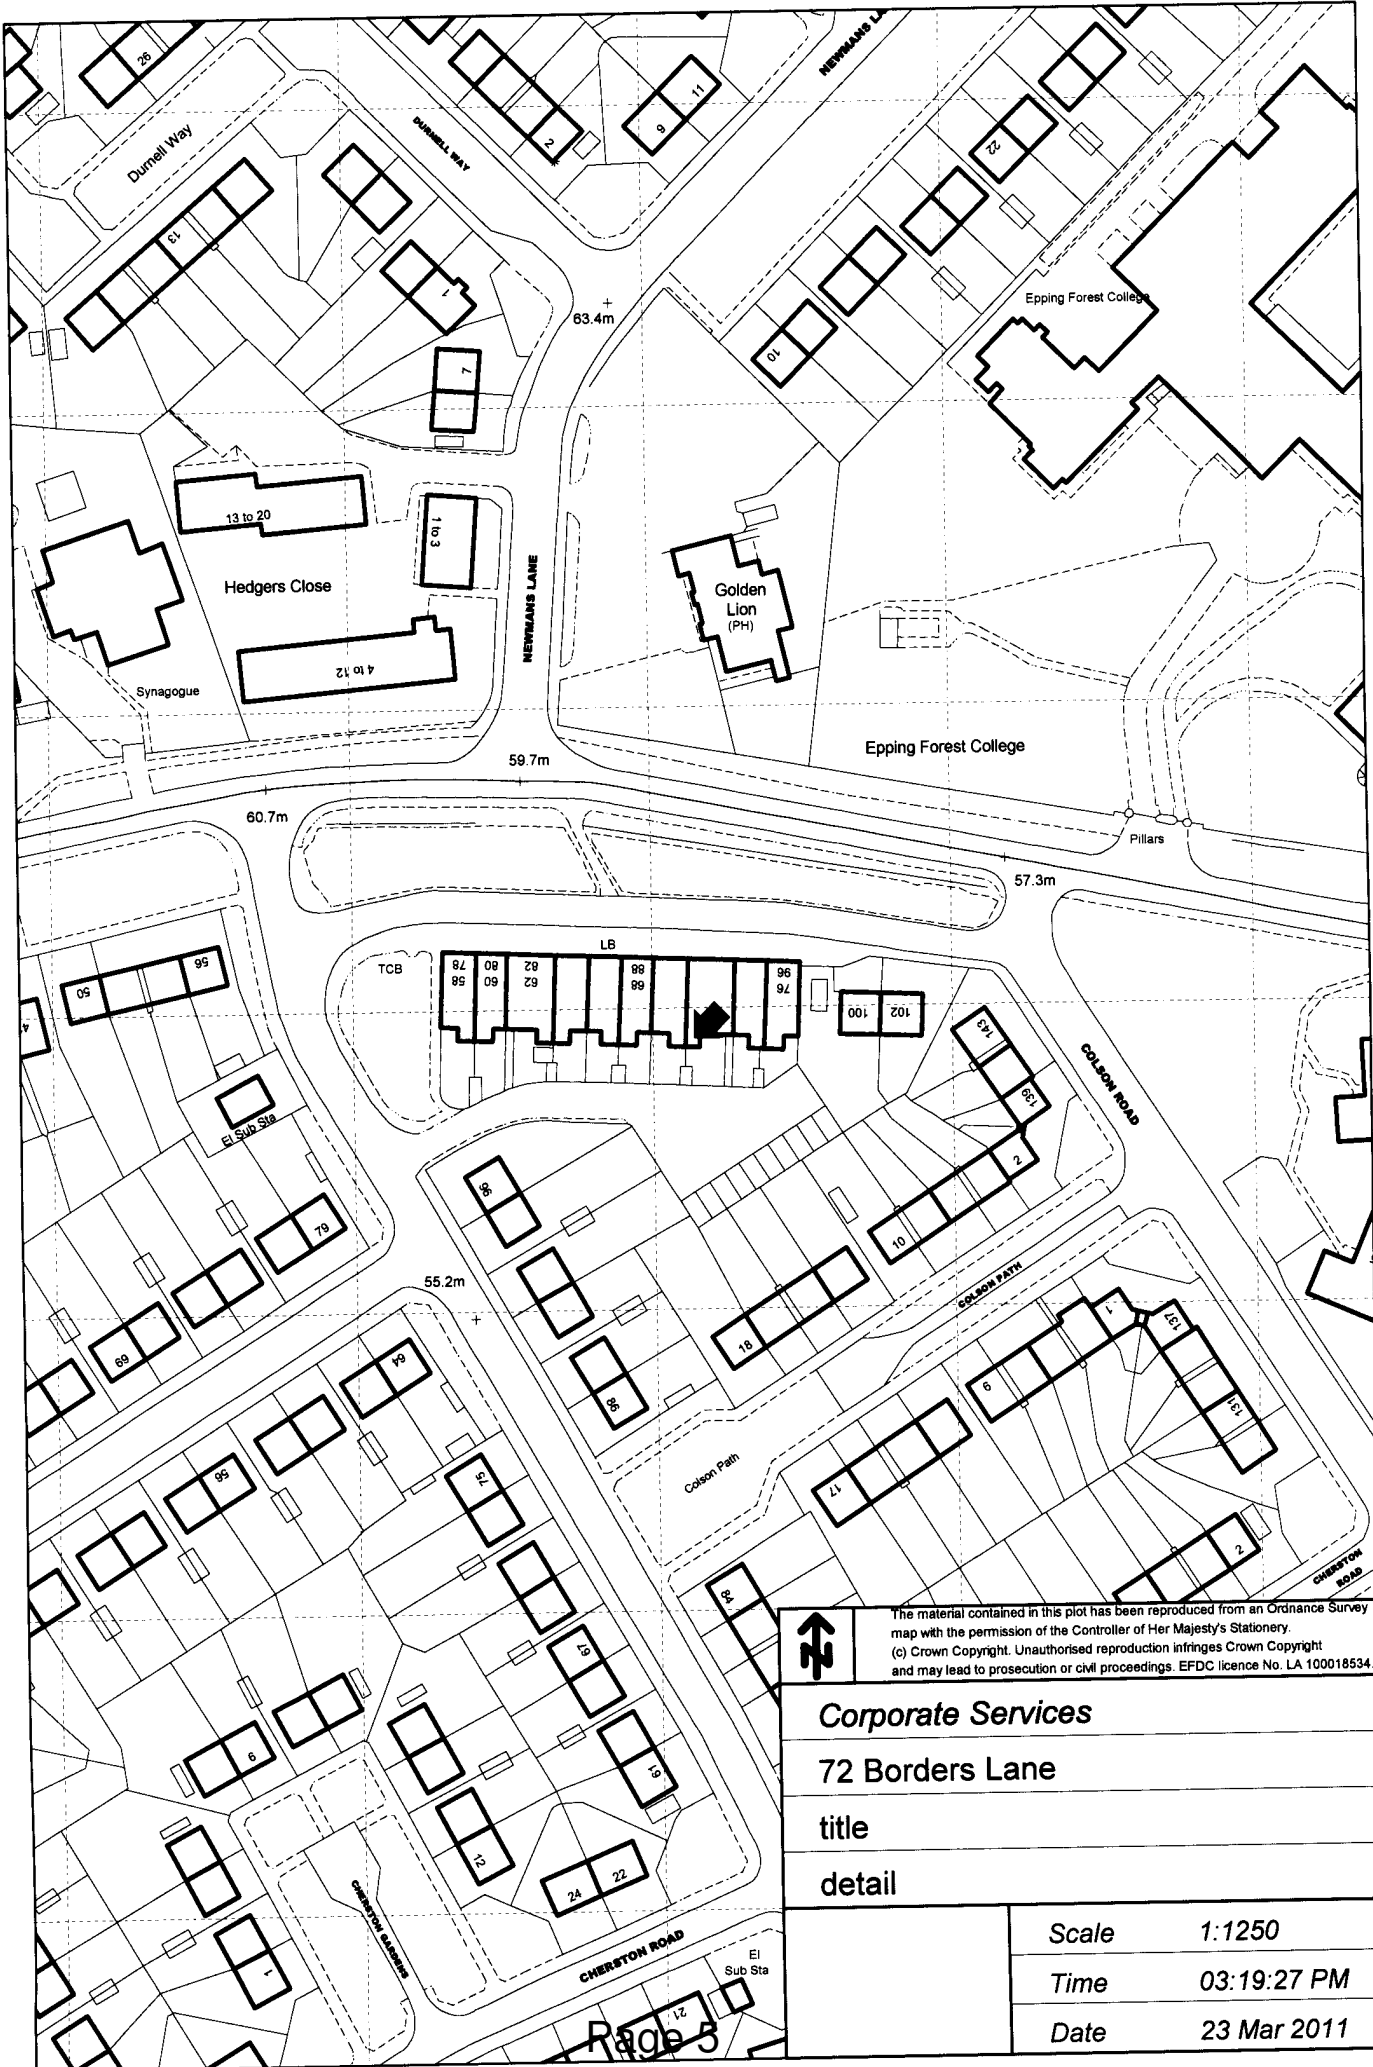 26
Durnell Way
DURNELL WAY
2
9
11
NEWMANS LA
22
13
1
63.4m
10
Epping Forest College
7
13 to 20
1 to 3
Hedgers Close
NEWMANS LANE
Golden
Lion
(PH)
4 to 12
Synagogue
59.7m
Epping Forest College
60.7m
Pillars
57.3m
TCB
LB
50
56
78
58
80
60
82
62
88
68
96
76
100
102
143
139
COLSON ROAD
El Sub Sta
2
10
18
COLSON PATH
96
79
69
55.2m
98
64
1
137
9
131
17
Colson Path
56
75
84
2
CHERSTON
ROAD
67
61
6
12
24
22
1
CHERSTON GARDENS
CHERSTON ROAD
El
Sub Sta
21
The material contained in this plot has been reproduced from an Ordnance Survey
map with the permission of the Controller of Her Majesty's Stationery.
(c) Crown Copyright. Unauthorised reproduction infringes Crown Copyright
and may lead to prosecution or civil proceedings. EFDC licence No. LA 100018534.
N
Corporate Services
72 Borders Lane
title
detail
Scale 1:1250
Time 03:19:27 PM
Date 23 Mar 2011
Page 5